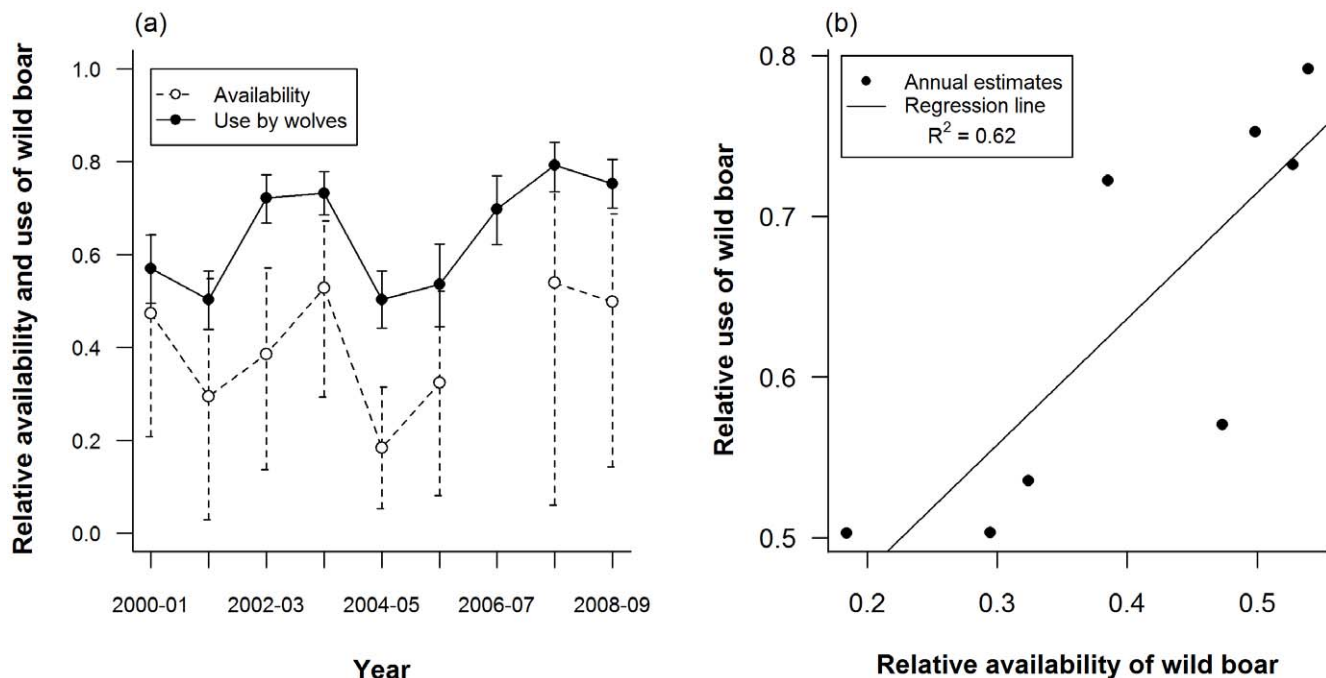 (a)
Relative availability and use of wild boar
1.0
0.8
0.6
0.4
0.2
0.0
Availability
Use by wolves
2000-01 2002-03 2004-05 2006-07 2008-09
Year
(b)
Relative use of wild boar
0.8
0.7
0.6
0.5
Annual estimates
Regression line
R² = 0.62
0.2 0.3 0.4 0.5
Relative availability of wild boar